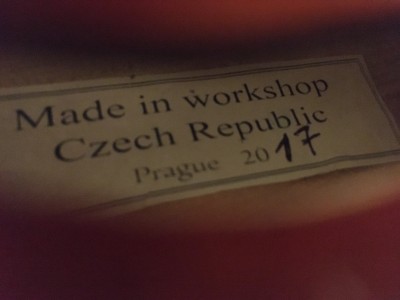 Made in workshop
Czech Republic
Prague 2017